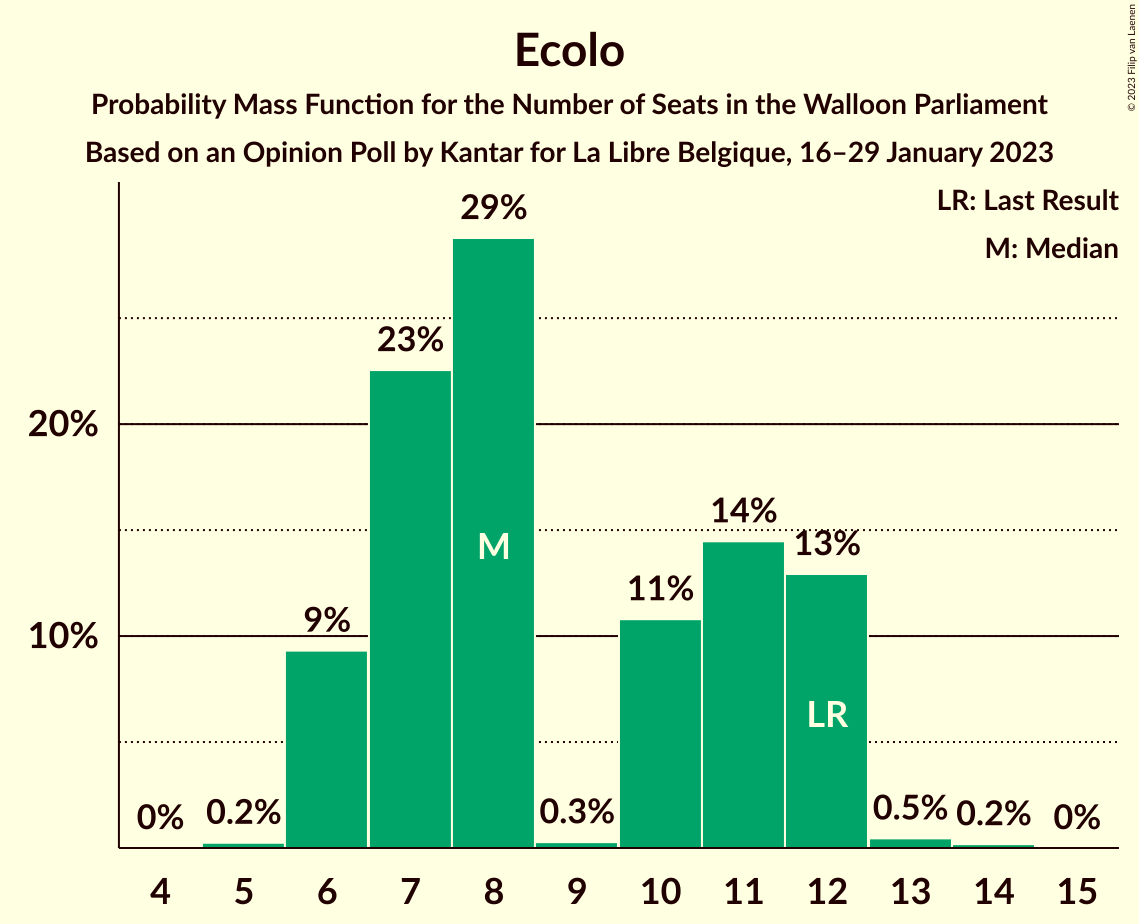 Ecolo
Probability Mass Function for the Number of Seats in the Walloon Parliament
Based on an Opinion Poll by Kantar for La Libre Belgique, 16–29 January 2023
© 2023 Filip van Laenen
LR: Last Result
M: Median
29%
23%
20%
14%
13%
M
11%
9%
10%
LR
0%
0.2%
0.3%
0.5%
0.2%
0%
4 5 6 7 8 9 10 11 12 13 14 15